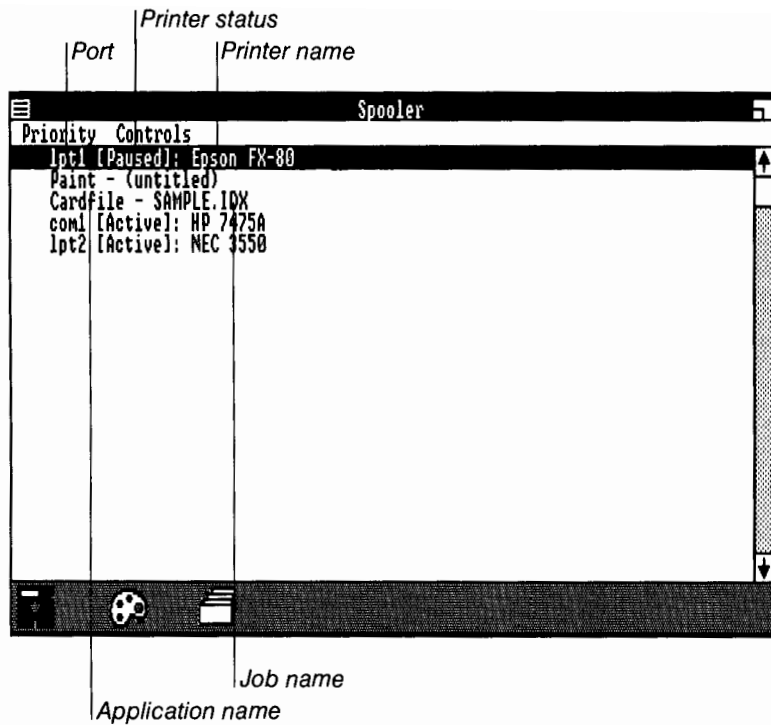 Printer status
Port Printer name
Spooler
Priority Controls
lpt1 [Paused]: Epson FX-80
Paint - (untitled)
Cardfile - SAMPLE.IDX
com1 [Active]: HP 7475A
lpt2 [Active]: NEC 3550
Job name
Application name